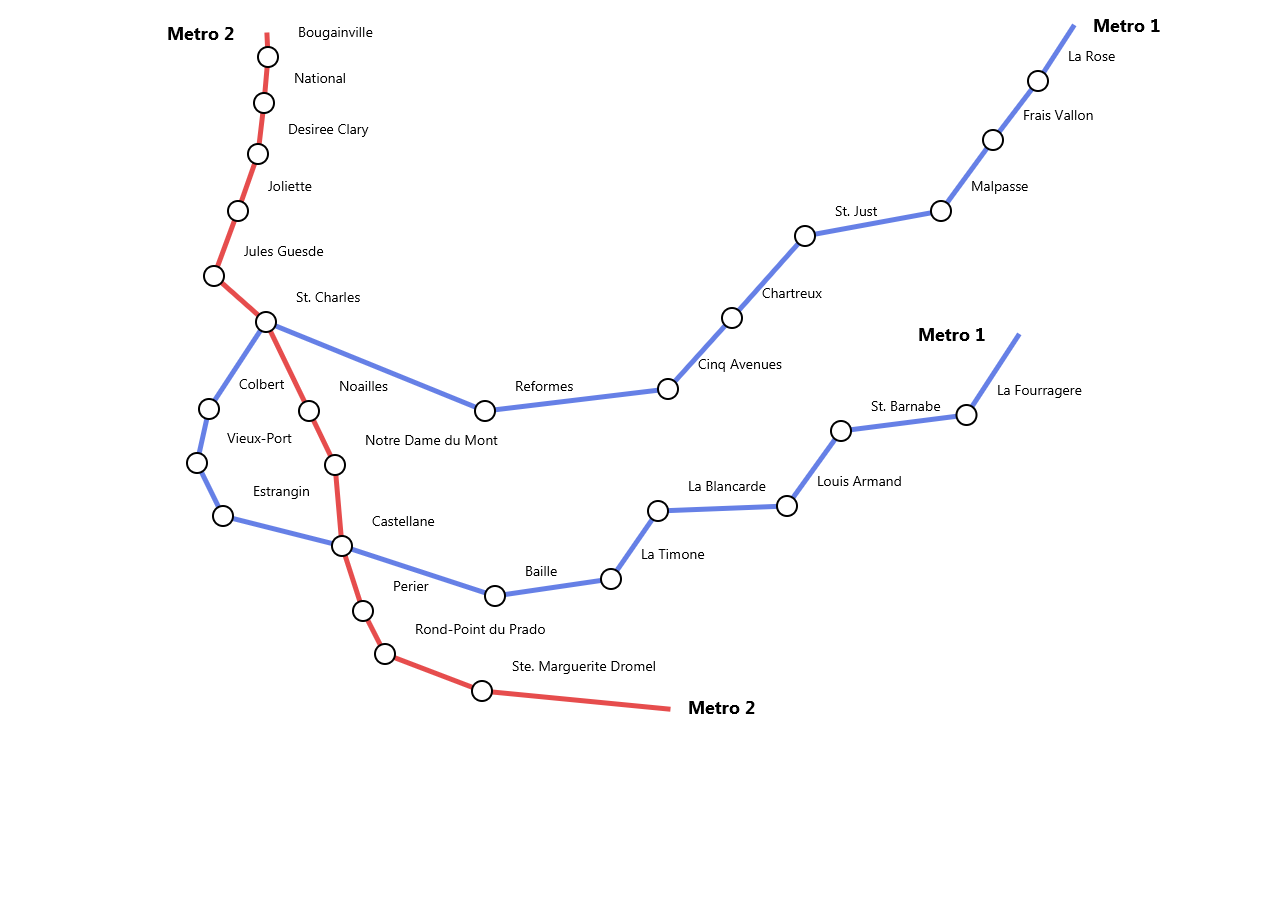 Metro 2
Bougainville
National
Desiree Clary
Joliette
Jules Guesde
St. Charles
Metro 1
La Rose
Frais Vallon
Malpasse
St. Just
Chartreux
Cinq Avenues
Reformes
Colbert
Noailles
Vieux-Port
Notre Dame du Mont
Estrangin
Castellane
Metro 1
La Fourragere
St. Barnabe
Louis Armand
La Blancarde
La Timone
Baille
Perier
Rond-Point du Prado
Ste. Marguerite Dromel
Metro 2